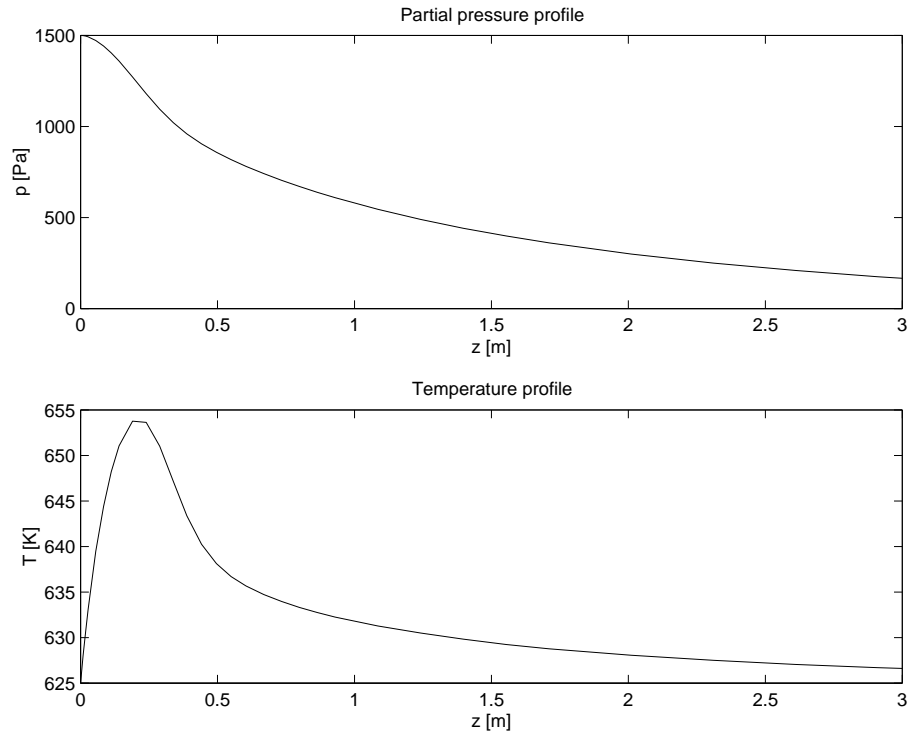 Partial pressure profile
1500
1000
500
0
p [Pa]
0 0.5 1 1.5 2 2.5 3
z [m]
Temperature profile
655
650
645
640
635
630
625
T [K]
0 0.5 1 1.5 2 2.5 3
z [m]